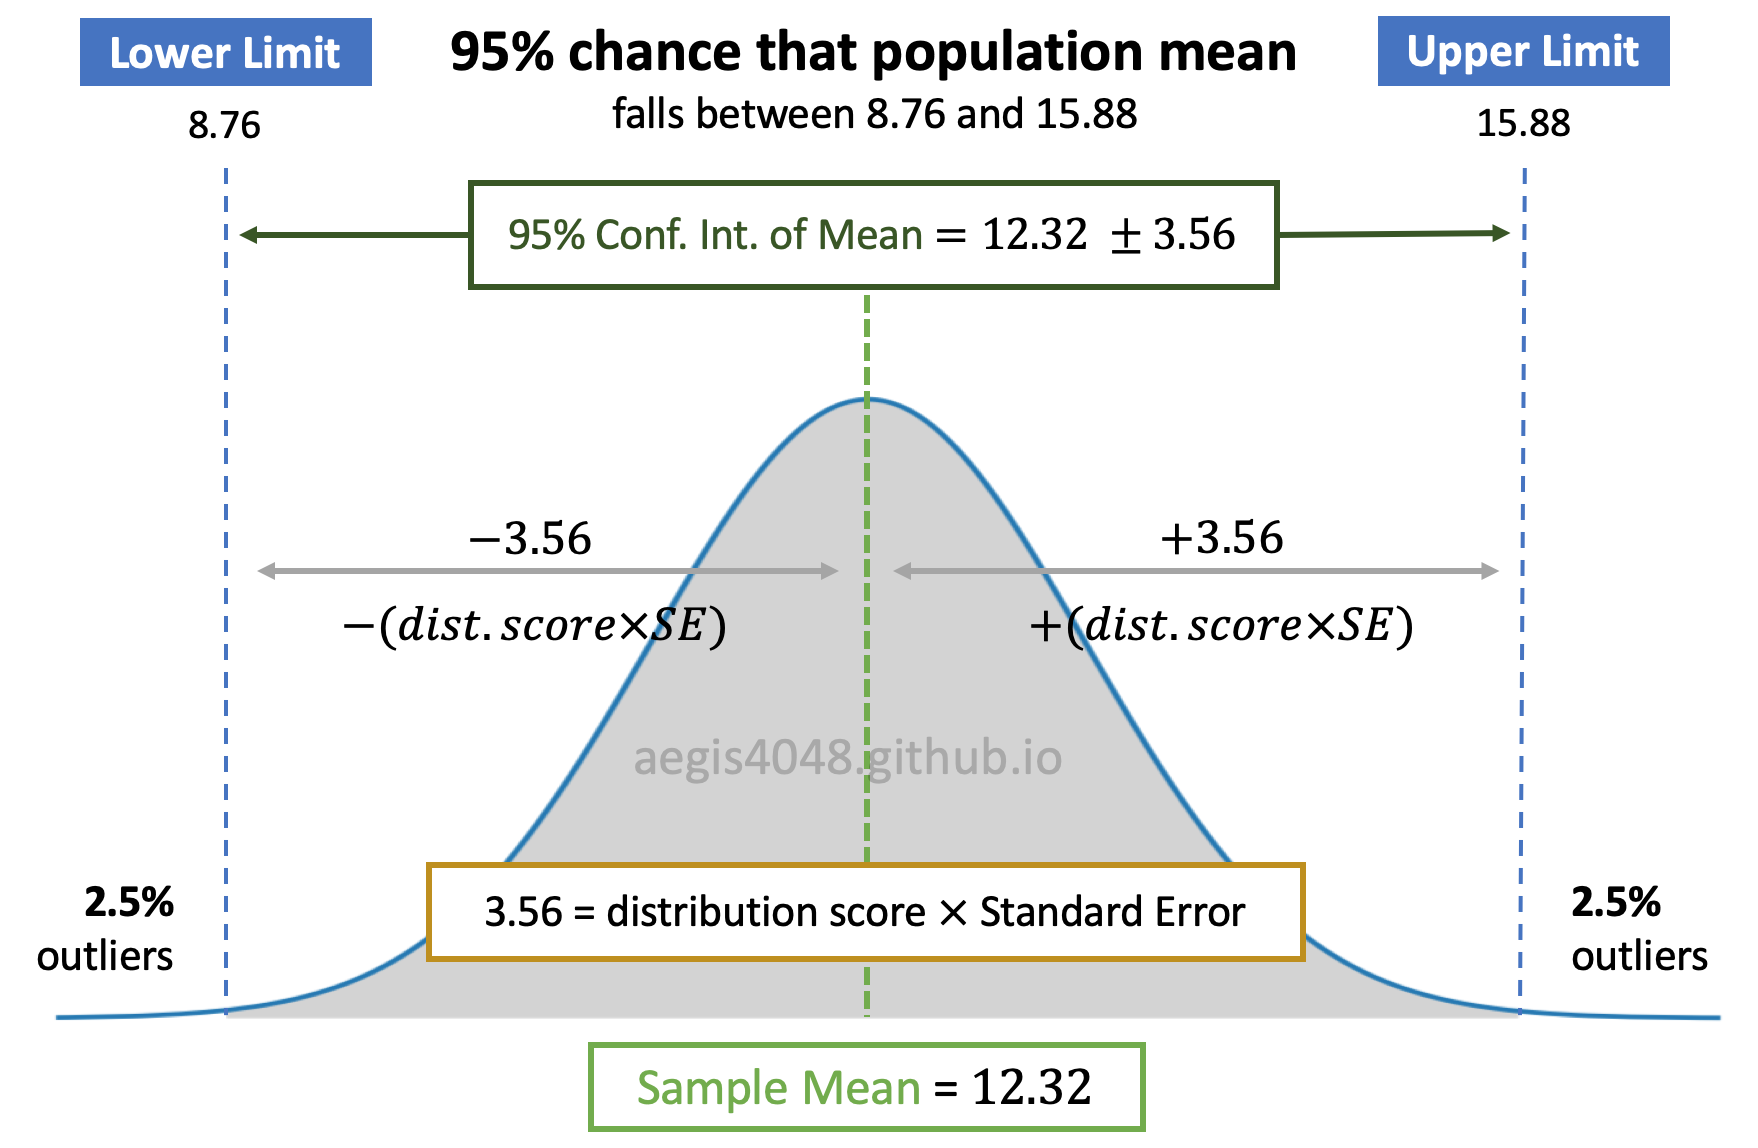 Lower Limit
95% chance that population mean
Upper Limit
8.76
falls between 8.76 and 15.88
15.88
95% Conf. Int. of Mean = 12.32 ± 3.56
−3.56
+3.56
−(dist. score×SE)
+(dist. score×SE)
aegis4048.github.io
3.56 = distribution score × Standard Error
2.5%
outliers
2.5%
outliers
Sample Mean = 12.32